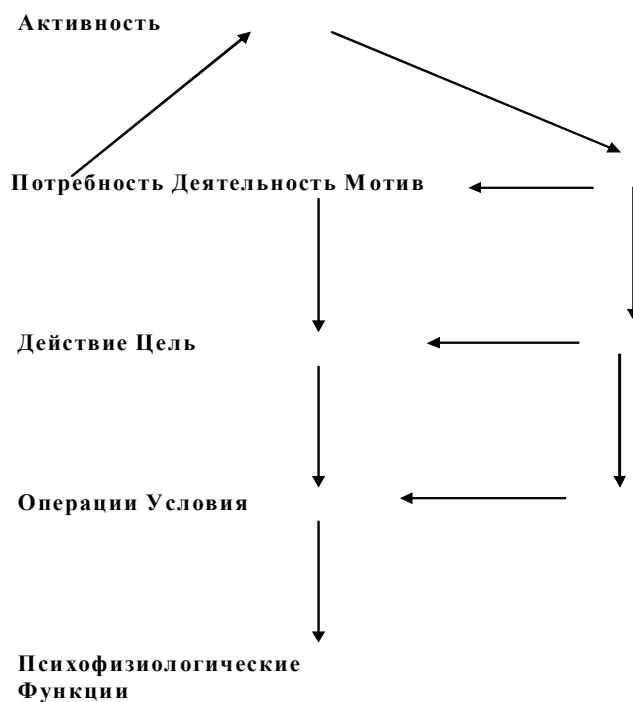 Активность
Потребность Деятельность Мотив
Действие Цель
Операции Условия
Психофизиологические
Функции